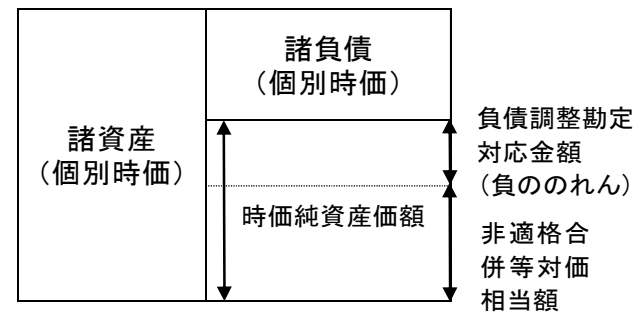 諸資産
（個別時価）
諸負債
（個別時価）
時価純資産価額
負債調整勘定
対応金額
（負ののれん）
非適格合
併等対価
相当額